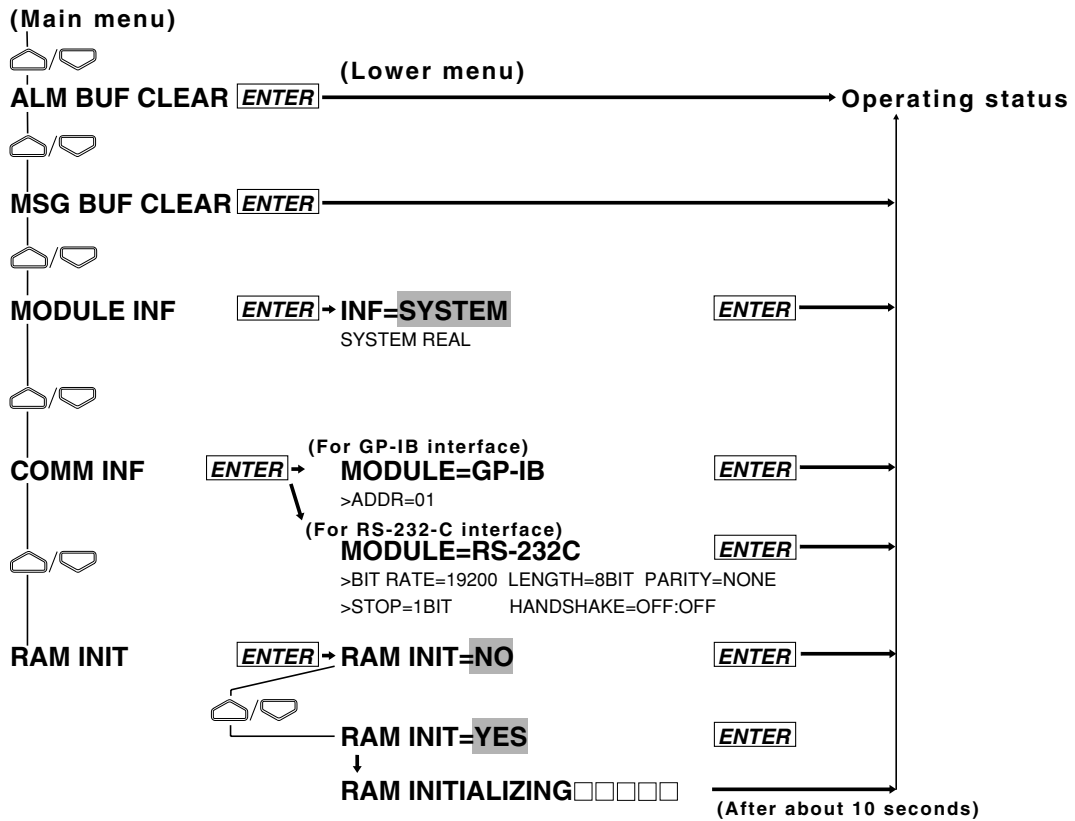 (Main menu)
/
(Lower menu)
ALM BUF CLEAR ENTER Operating status
/
MSG BUF CLEAR ENTER
/
MODULE INF ENTER INF=SYSTEM ENTER
SYSTEM REAL
/
(For GP-IB interface)
COMM INF ENTER MODULE=GP-IB ENTER
>ADDR=01
(For RS-232-C interface)
/ MODULE=RS-232C ENTER
>BIT RATE=19200 LENGTH=8BIT PARITY=NONE
>STOP=1BIT HANDSHAKE=OFF:OFF
RAM INIT ENTER RAM INIT=NO ENTER
/
RAM INIT=YES ENTER
RAM INITIALIZING□□□□□
(After about 10 seconds)